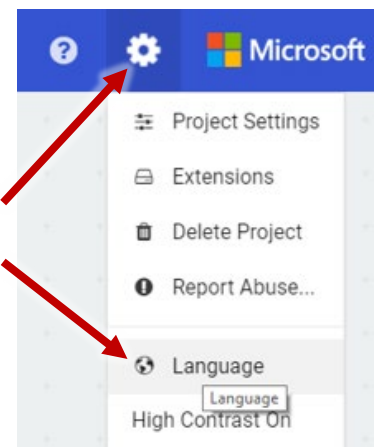 ?
Microsoft
Project Settings
Extensions
Delete Project
Report Abuse...
Language
Language
High Contrast On